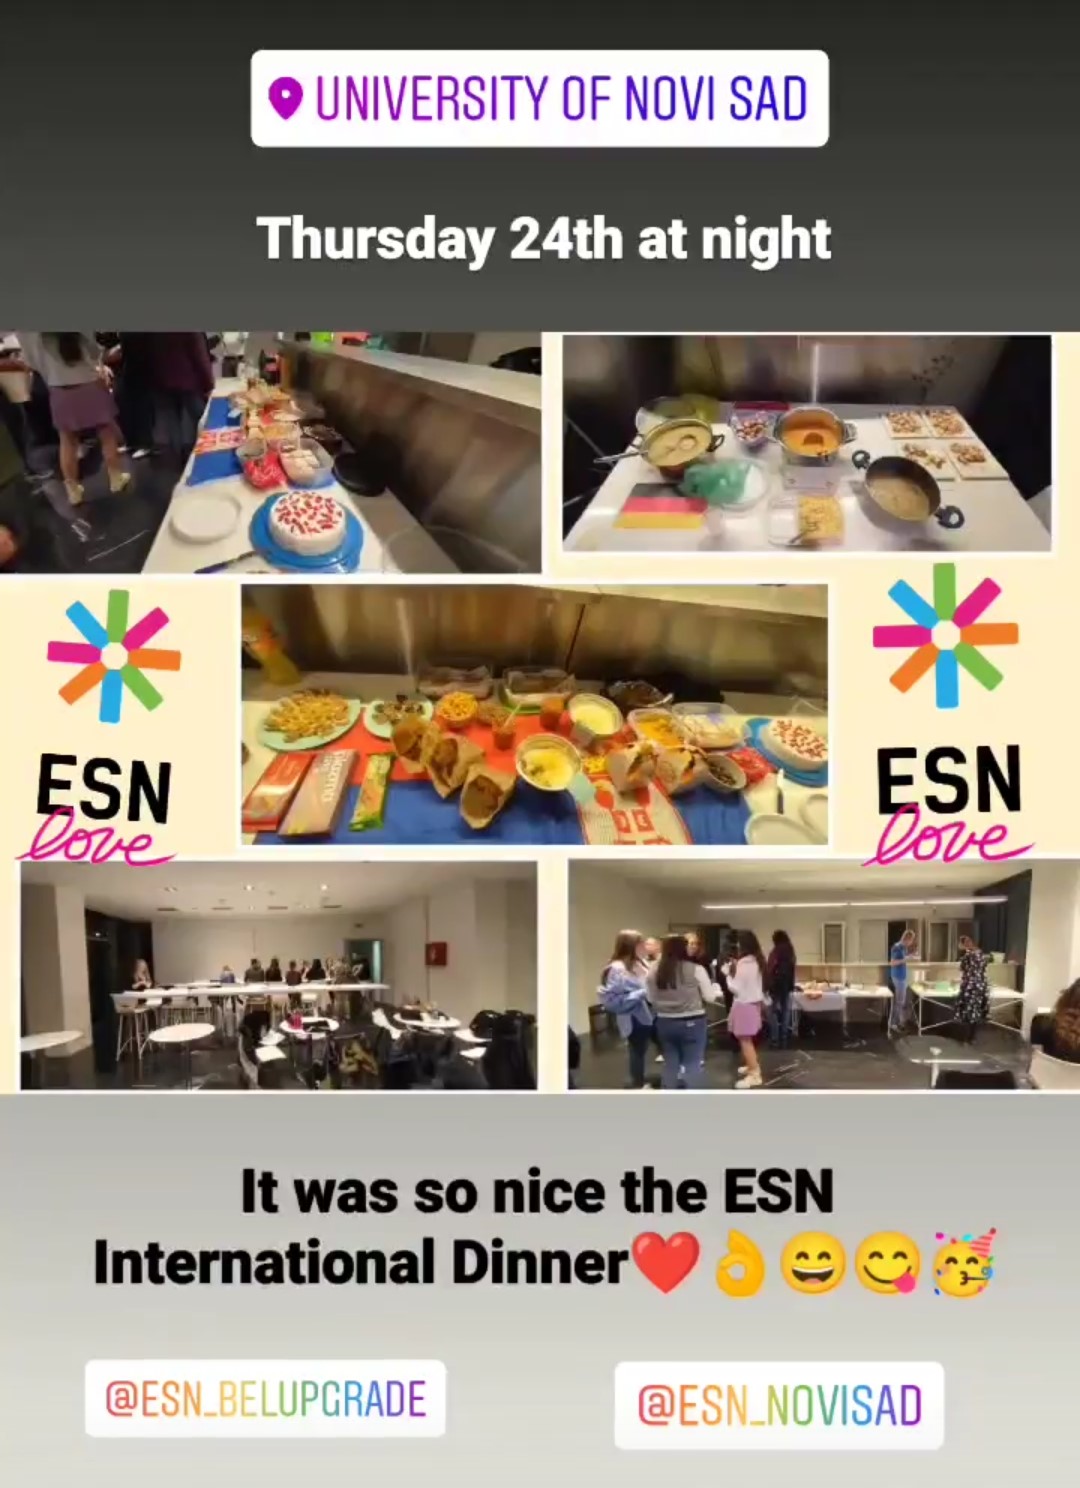 UNIVERSITY OF NOVI SAD
Thursday 24th at night
ESN
love
ESN
love
It was so nice the ESN
International Dinner❤️👌😄😋🥳
@ESN_BELUPGRADE
@ESN_NOVISAD